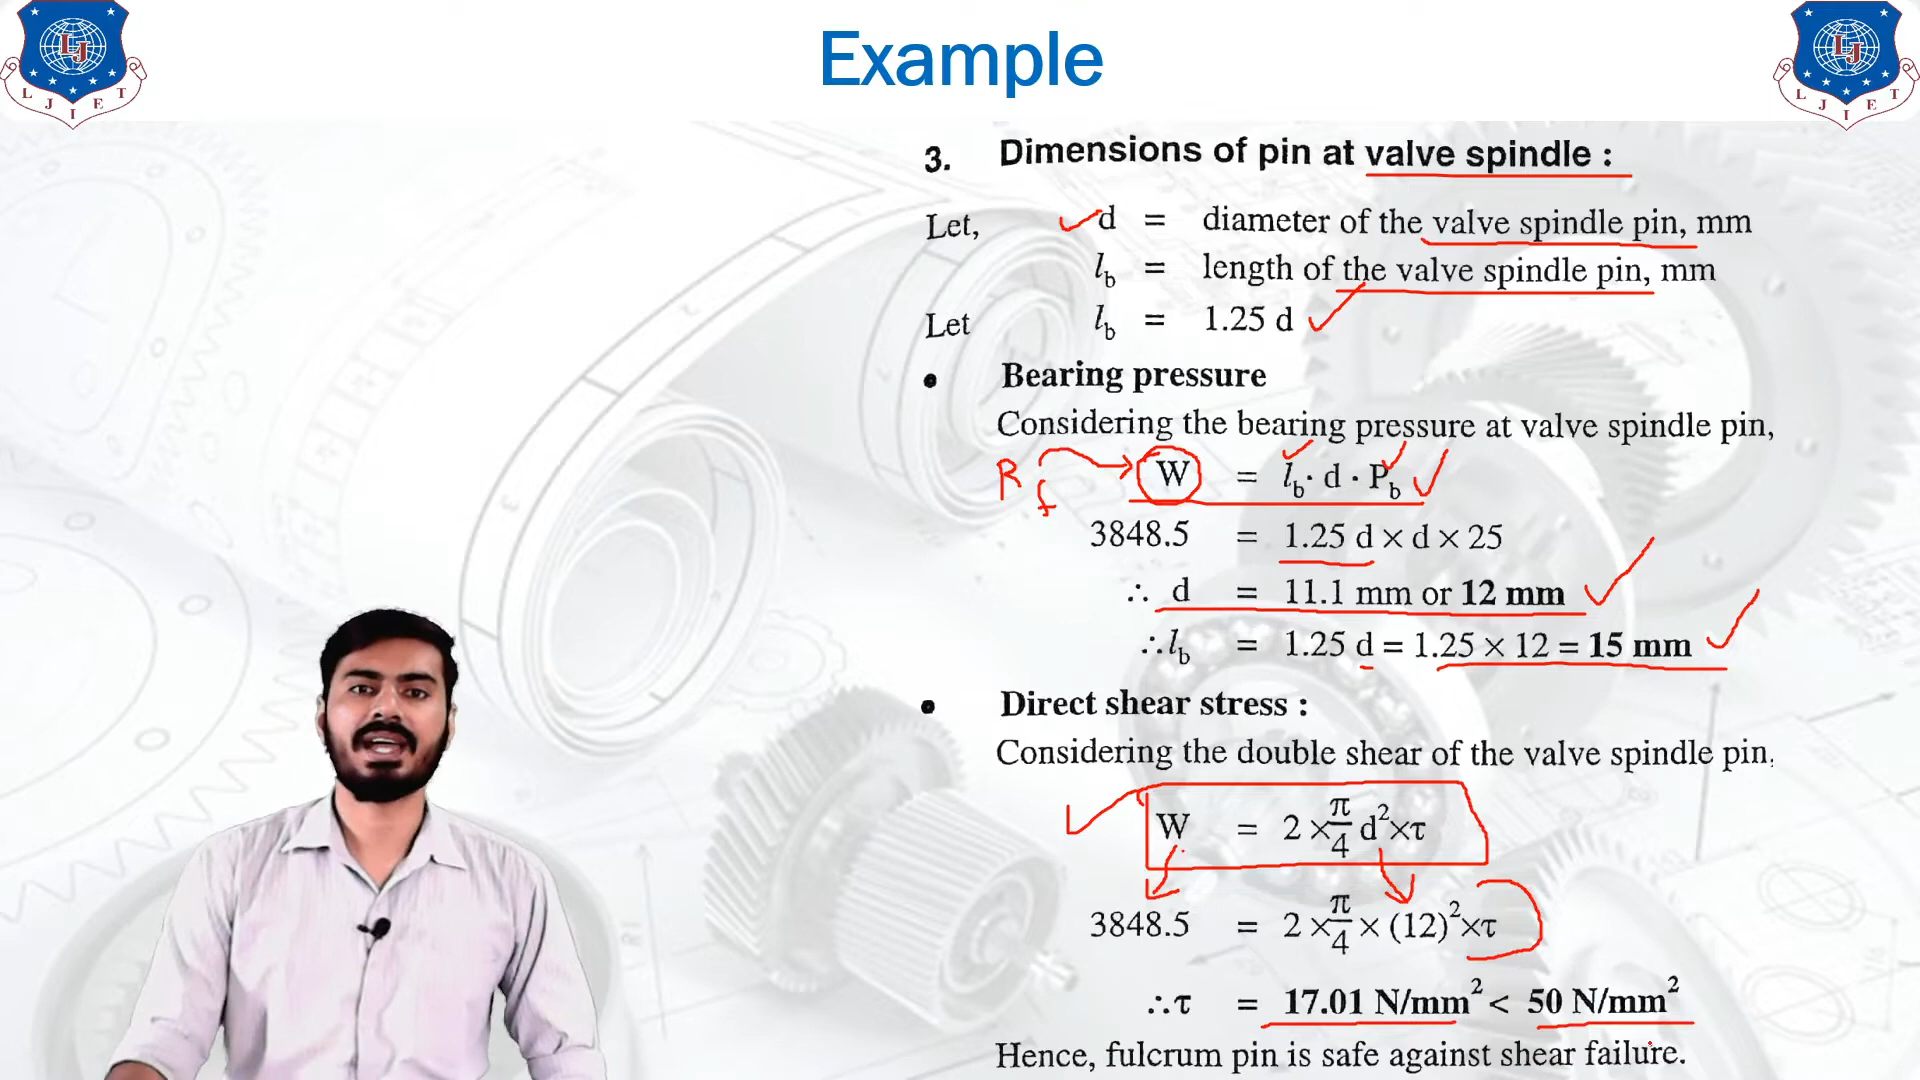 Example
L J I E T
L J I E T
3. Dimensions of pin at valve spindle :
Let, d = diameter of the valve spindle pin, mm
l_b = length of the valve spindle pin, mm
Let l_b = 1.25 d
• Bearing pressure
Considering the bearing pressure at valve spindle pin,
R_f W = l_b · d · P_b
3848.5 = 1.25 d × d × 25
∴ d = 11.1 mm or 12 mm
∴ l_b = 1.25 d = 1.25 × 12 = 15 mm
• Direct shear stress :
Considering the double shear of the valve spindle pin,
W = 2 × π/4 d² × τ
3848.5 = 2 × π/4 × (12)² × τ
∴ τ = 17.01 N/mm² < 50 N/mm²
Hence, fulcrum pin is safe against shear failure.